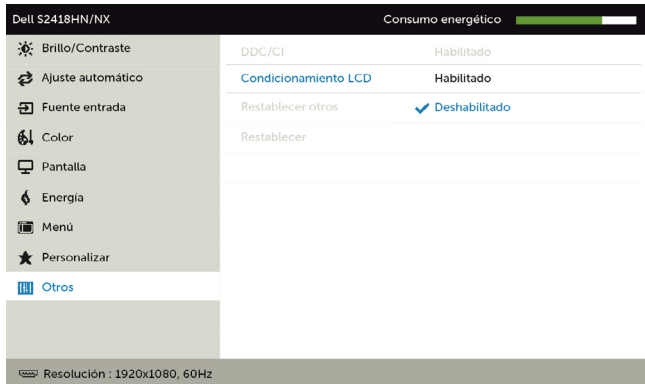 Dell S2418HN/NX Consumo energético
Brillo/Contraste DDC/CI Habilitado
Ajuste automático Condicionamiento LCD Habilitado
Fuente entrada Restablecer otros Deshabilitado
Color Restablecer
Pantalla
Energía
Menú
Personalizar
Otros
Resolución : 1920x1080, 60Hz